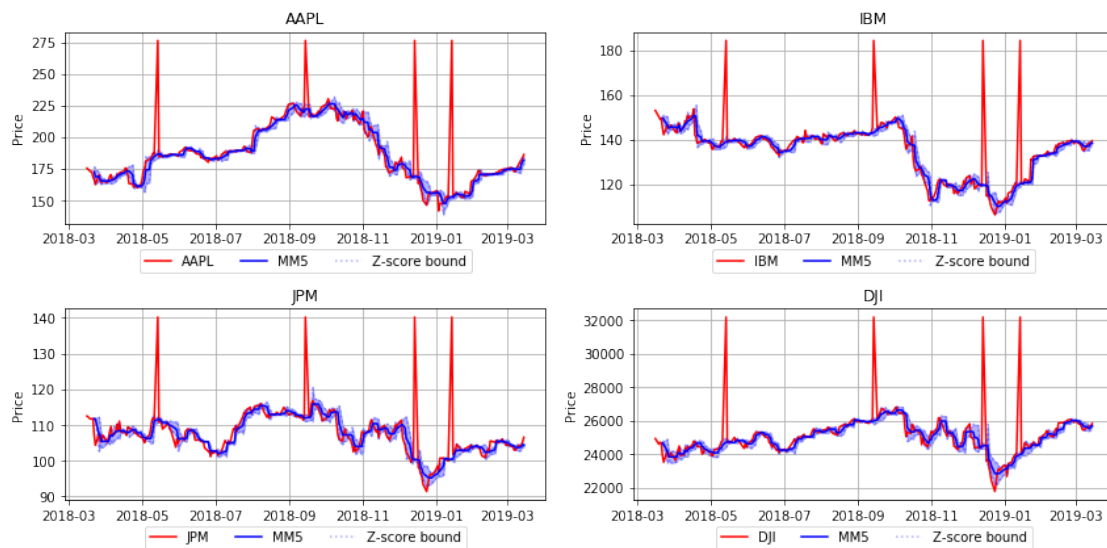 AAPL
Price
275
250
225
200
175
150
2018-03 2018-05 2018-07 2018-09 2018-11 2019-01 2019-03
AAPL MM5 Z-score bound
IBM
Price
180
160
140
120
2018-03 2018-05 2018-07 2018-09 2018-11 2019-01 2019-03
IBM MM5 Z-score bound
JPM
Price
140
130
120
110
100
90
2018-03 2018-05 2018-07 2018-09 2018-11 2019-01 2019-03
JPM MM5 Z-score bound
DJI
Price
32000
30000
28000
26000
24000
22000
2018-03 2018-05 2018-07 2018-09 2018-11 2019-01 2019-03
DJI MM5 Z-score bound